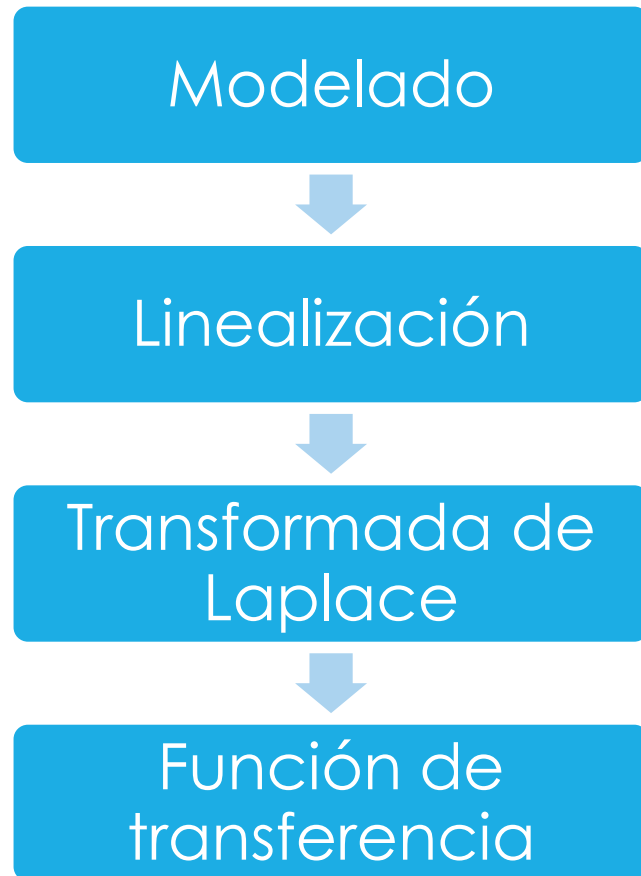 Modelado
Linealización
Transformada de
Laplace
Función de
transferencia